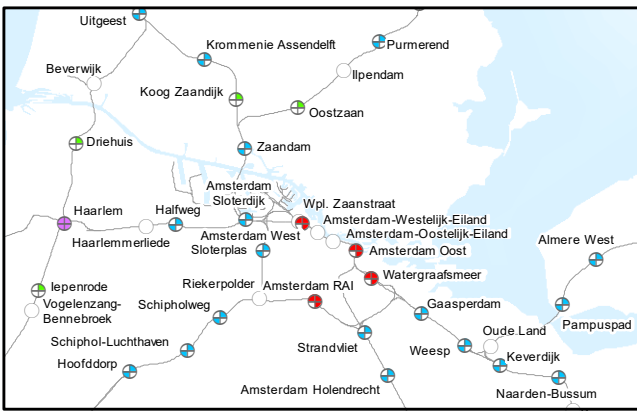 Uitgeest
Krommenie Assendelft
Purmerend
Beverwijk
Ilpendam
Koog Zaandijk
Oostzaan
Driehuis
Zaandam
Amsterdam
Sloterdijk
Wpl. Zaanstraat
Haarlem
Halfweg
Amsterdam-Westelijk-Eiland
Haarlemmerliede
Amsterdam West
Amsterdam-Oostelijk-Eiland
Almere West
Sloterplas
Amsterdam Oost
Watergraafsmeer
Iepenrode
Riekerpolder
Amsterdam RAI
Vogelenzang-
Bennebroek
Schipholweg
Gaasperdam
Pampuspad
Oude Land
Schiphol-Luchthaven
Strandvliet
Weesp
Keverdijk
Hoofddorp
Amsterdam Holendrecht
Naarden-Bussum